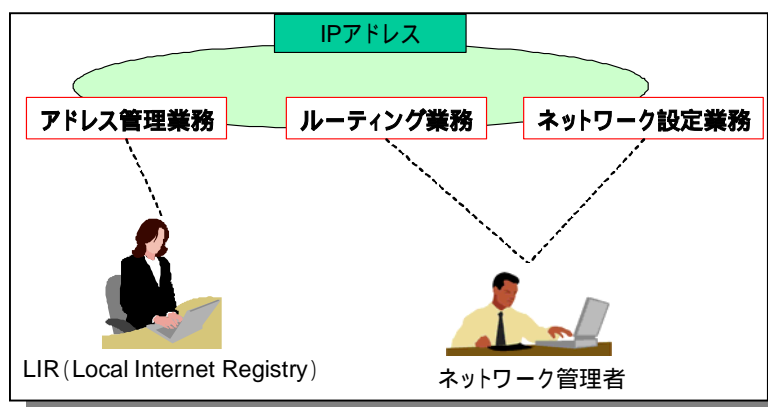 IPアドレス
アドレス管理業務
ルーティング業務
ネットワーク設定業務
LIR(Local Internet Registry)
ネットワーク管理者